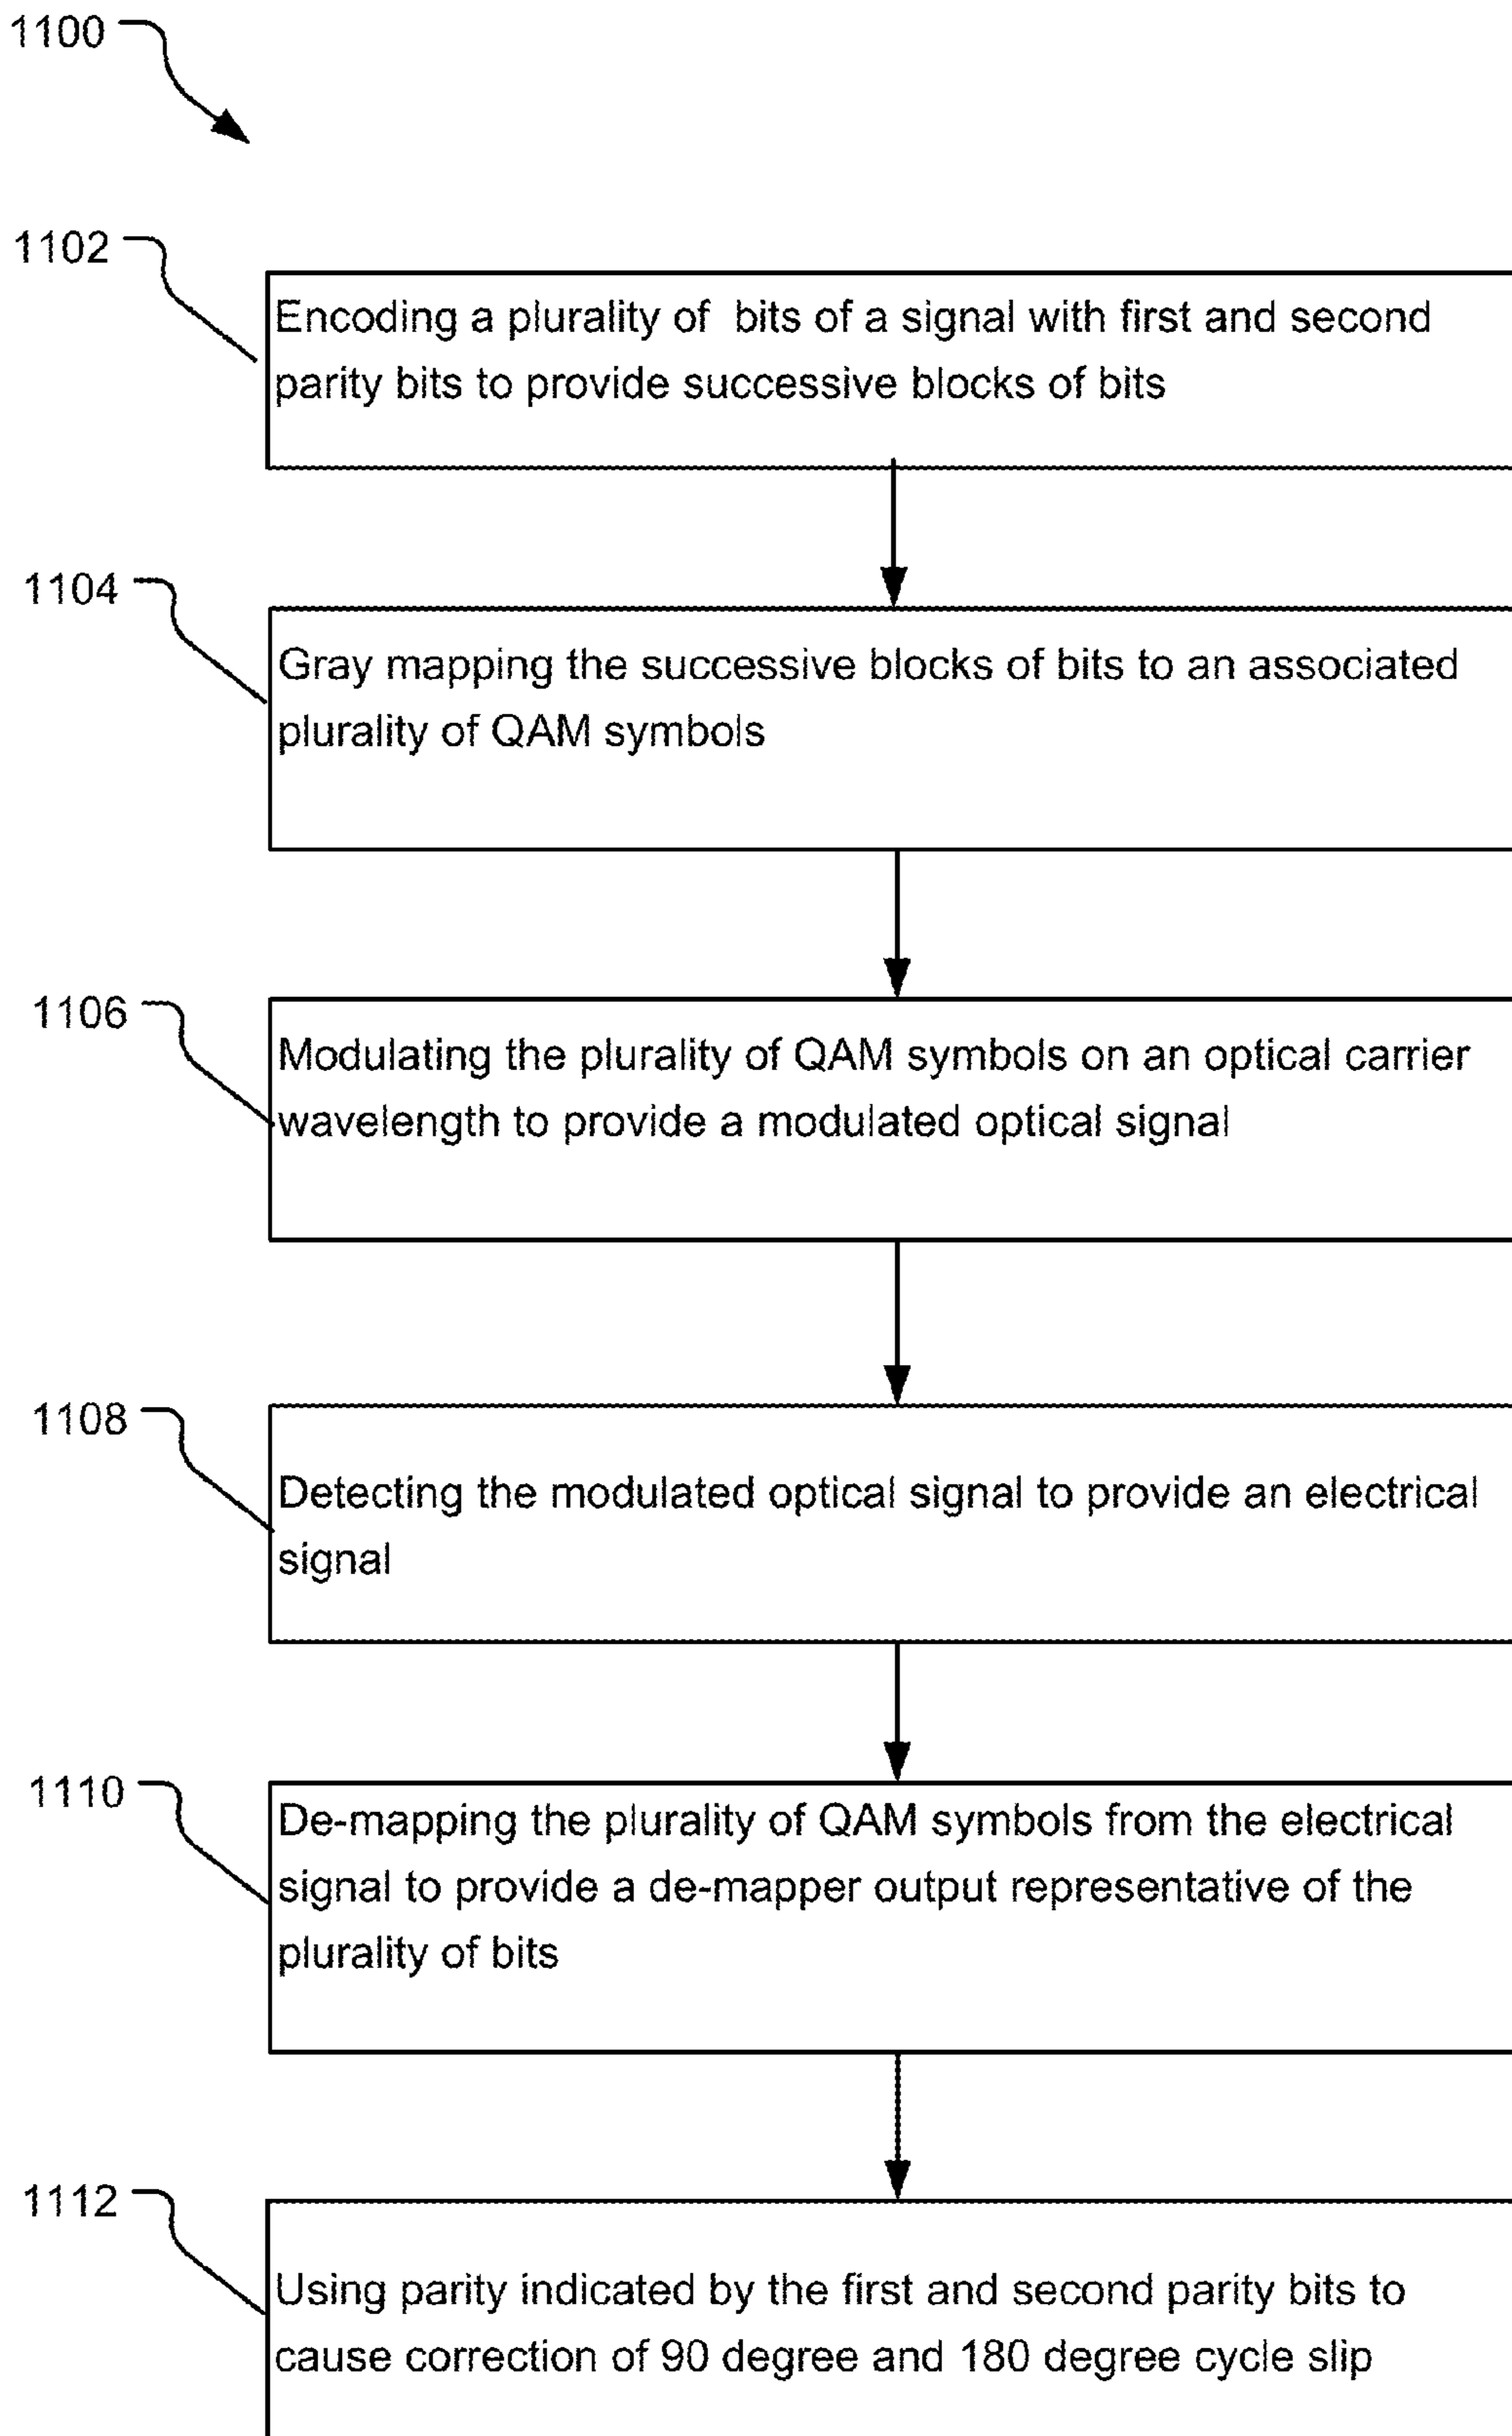 1100
1102
Encoding a plurality of bits of a signal with first and second
parity bits to provide successive blocks of bits
1104
Gray mapping the successive blocks of bits to an associated
plurality of QAM symbols
1106
Modulating the plurality of QAM symbols on an optical carrier
wavelength to provide a modulated optical signal
1108
Detecting the modulated optical signal to provide an electrical
signal
1110
De-mapping the plurality of QAM symbols from the electrical
signal to provide a de-mapper output representative of the
plurality of bits
1112
Using parity indicated by the first and second parity bits to
cause correction of 90 degree and 180 degree cycle slip